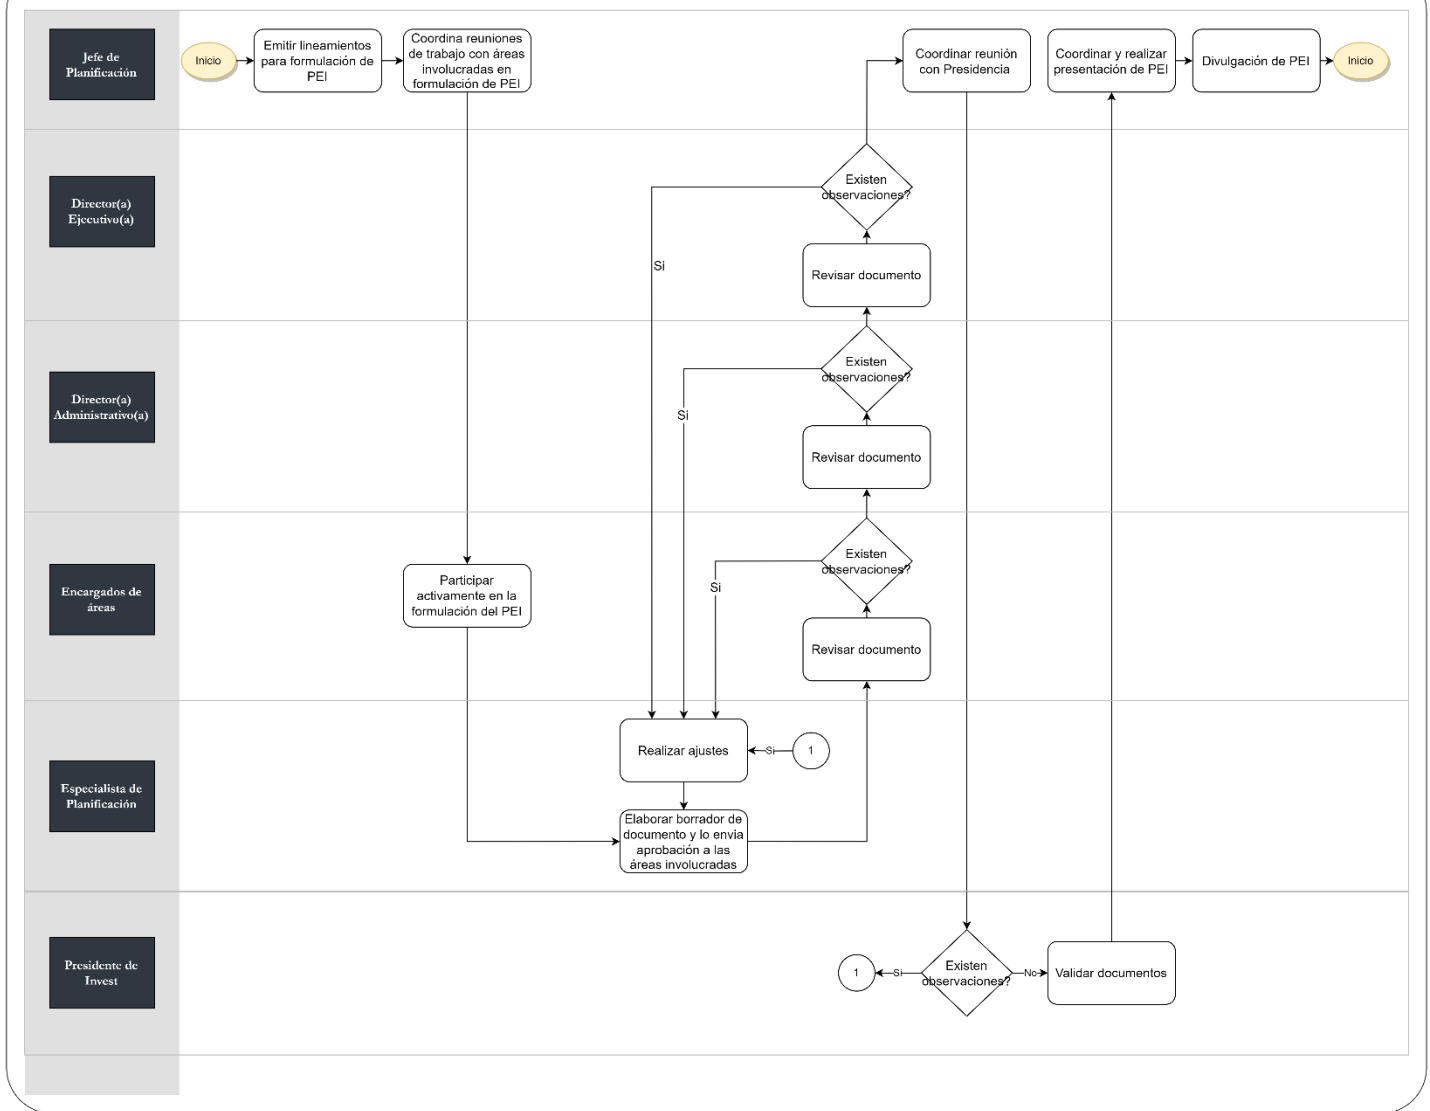 Jefe de
Planificación
Inicio
Emitir lineamientos
para formulación de
PEI
Coordina reuniones
de trabajo con áreas
involucradas en
formulación de PEI
Coordinar reunión
con Presidencia
Coordinar y realizar
presentación de PEI
Divulgación de PEI
Inicio
Director(a)
Ejecutivo(a)
Existen
observaciones?
Si
Revisar documento
Director(a)
Administrativo(a)
Existen
observaciones?
Si
Revisar documento
Encargados de
áreas
Participar
activamente en la
formulación del PEI
Existen
observaciones?
Si
Revisar documento
Especialista de
Planificación
Realizar ajustes
Si
1
Elaborar borrador de
documento y lo envia
aprobación a las
áreas involucradas
Presidente de
Invest
1
Si
Existen
observaciones?
No
Validar documentos